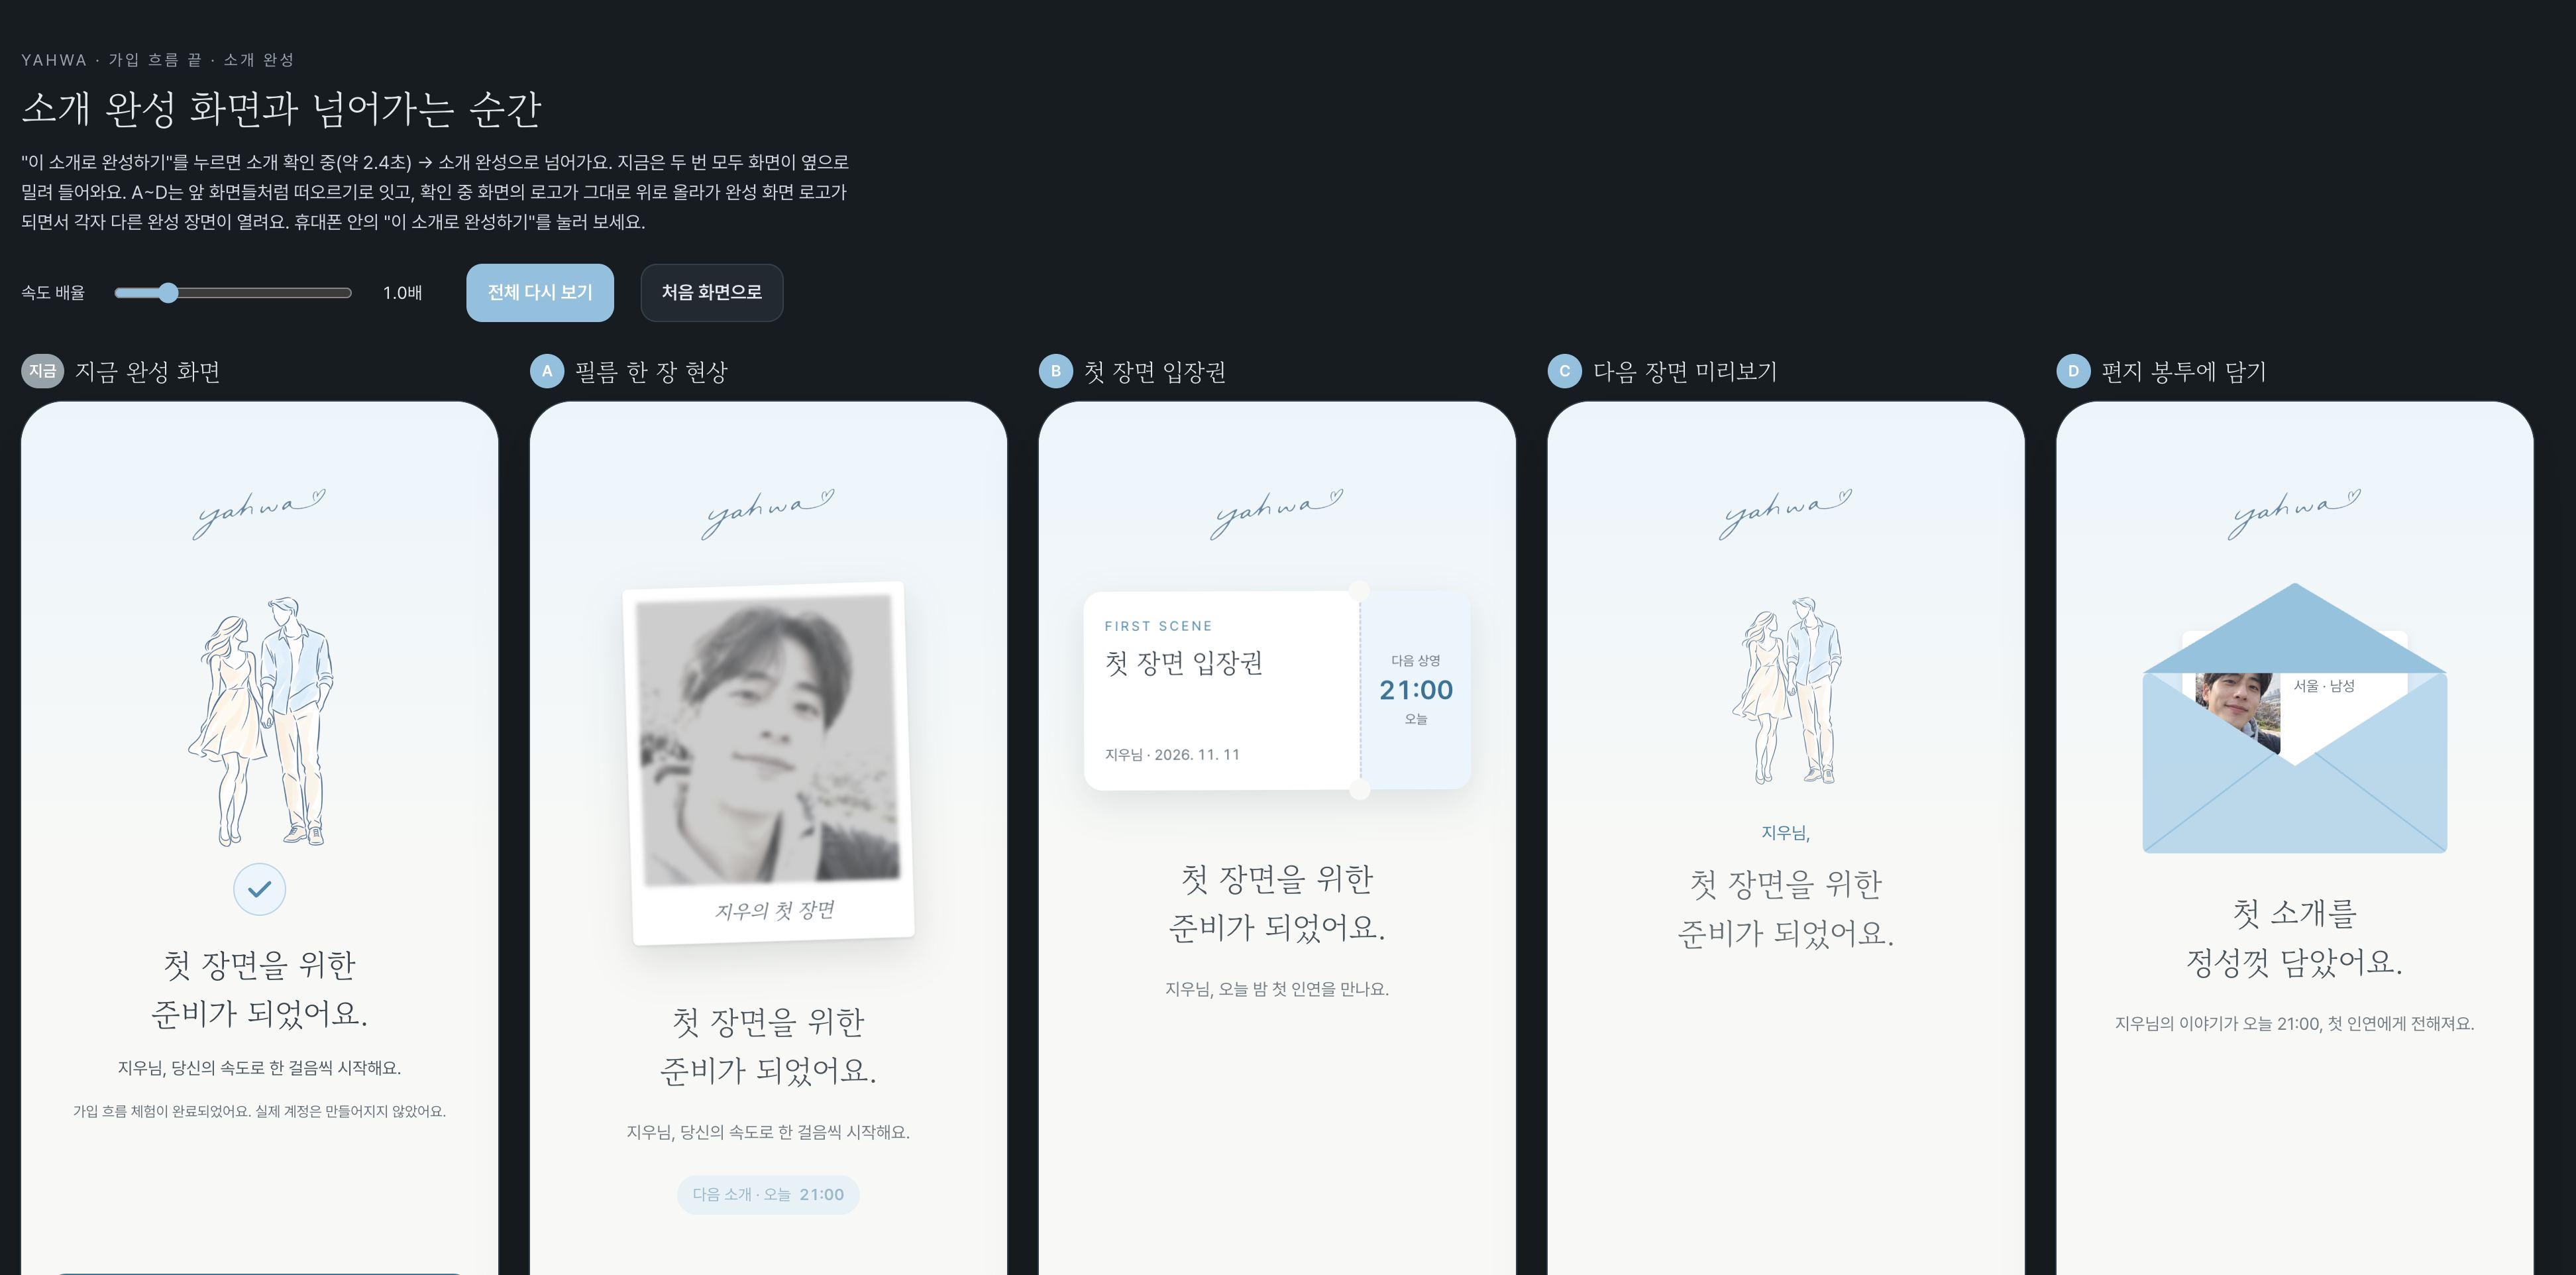 YAHWA · 가입 흐름 끝 · 소개 완성
소개 완성 화면과 넘어가는 순간
"이 소개로 완성하기"를 누르면 소개 확인 중(약 2.4초) → 소개 완성으로 넘어가요. 지금은 두 번 모두 화면이 옆으로
밀려 들어와요. A~D는 앞 화면들처럼 떠오르기로 잇고, 확인 중 화면의 로고가 그대로 위로 올라가 완성 화면 로고가
되면서 각자 다른 완성 장면이 열려요. 휴대폰 안의 "이 소개로 완성하기"를 눌러 보세요.
속도 배율
1.0배
전체 다시 보기
처음 화면으로
지금 지금 완성 화면
yahwa
첫 장면을 위한
준비가 되었어요.
지우님, 당신의 속도로 한 걸음씩 시작해요.
가입 흐름 체험이 완료되었어요. 실제 계정은 만들어지지 않았어요.
A 필름 한 장 현상
yahwa
지우의 첫 장면
첫 장면을 위한
준비가 되었어요.
지우님, 당신의 속도로 한 걸음씩 시작해요.
다음 소개 · 오늘 21:00
B 첫 장면 입장권
yahwa
FIRST SCENE
첫 장면 입장권
지우님 · 2026. 11. 11
다음 상영
21:00
오늘
첫 장면을 위한
준비가 되었어요.
지우님, 오늘 밤 첫 인연을 만나요.
C 다음 장면 미리보기
yahwa
지우님,
첫 장면을 위한
준비가 되었어요.
D 편지 봉투에 담기
yahwa
서울 · 남성
첫 소개를
정성껏 담았어요.
지우님의 이야기가 오늘 21:00, 첫 인연에게 전해져요.